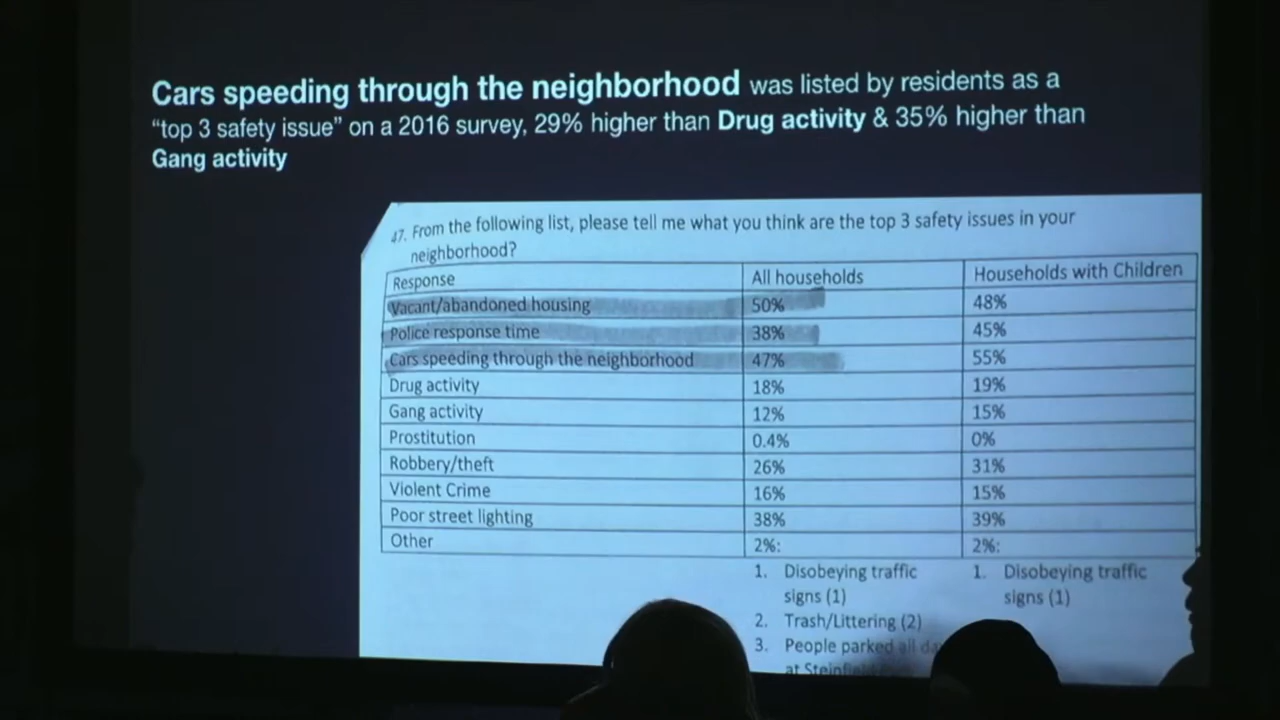 Cars speeding through the neighborhood was listed by residents as a
“top 3 safety issue” on a 2016 survey, 29% higher than Drug activity & 35% higher than
Gang activity
47. From the following list, please tell me what you think are the top 3 safety issues in your
neighborhood?
Response All households Households with Children
Vacant/abandoned housing 50% 48%
Police response time 38% 45%
Cars speeding through the neighborhood 47% 55%
Drug activity 18% 19%
Gang activity 12% 15%
Prostitution 0.4% 0%
Robbery/theft 26% 31%
Violent Crime 16% 15%
Poor street lighting 38% 39%
Other 2%: 2%:
1. Disobeying traffic 1. Disobeying traffic
signs (1) signs (1)
2. Trash/Littering (2)
3. People parked all
at